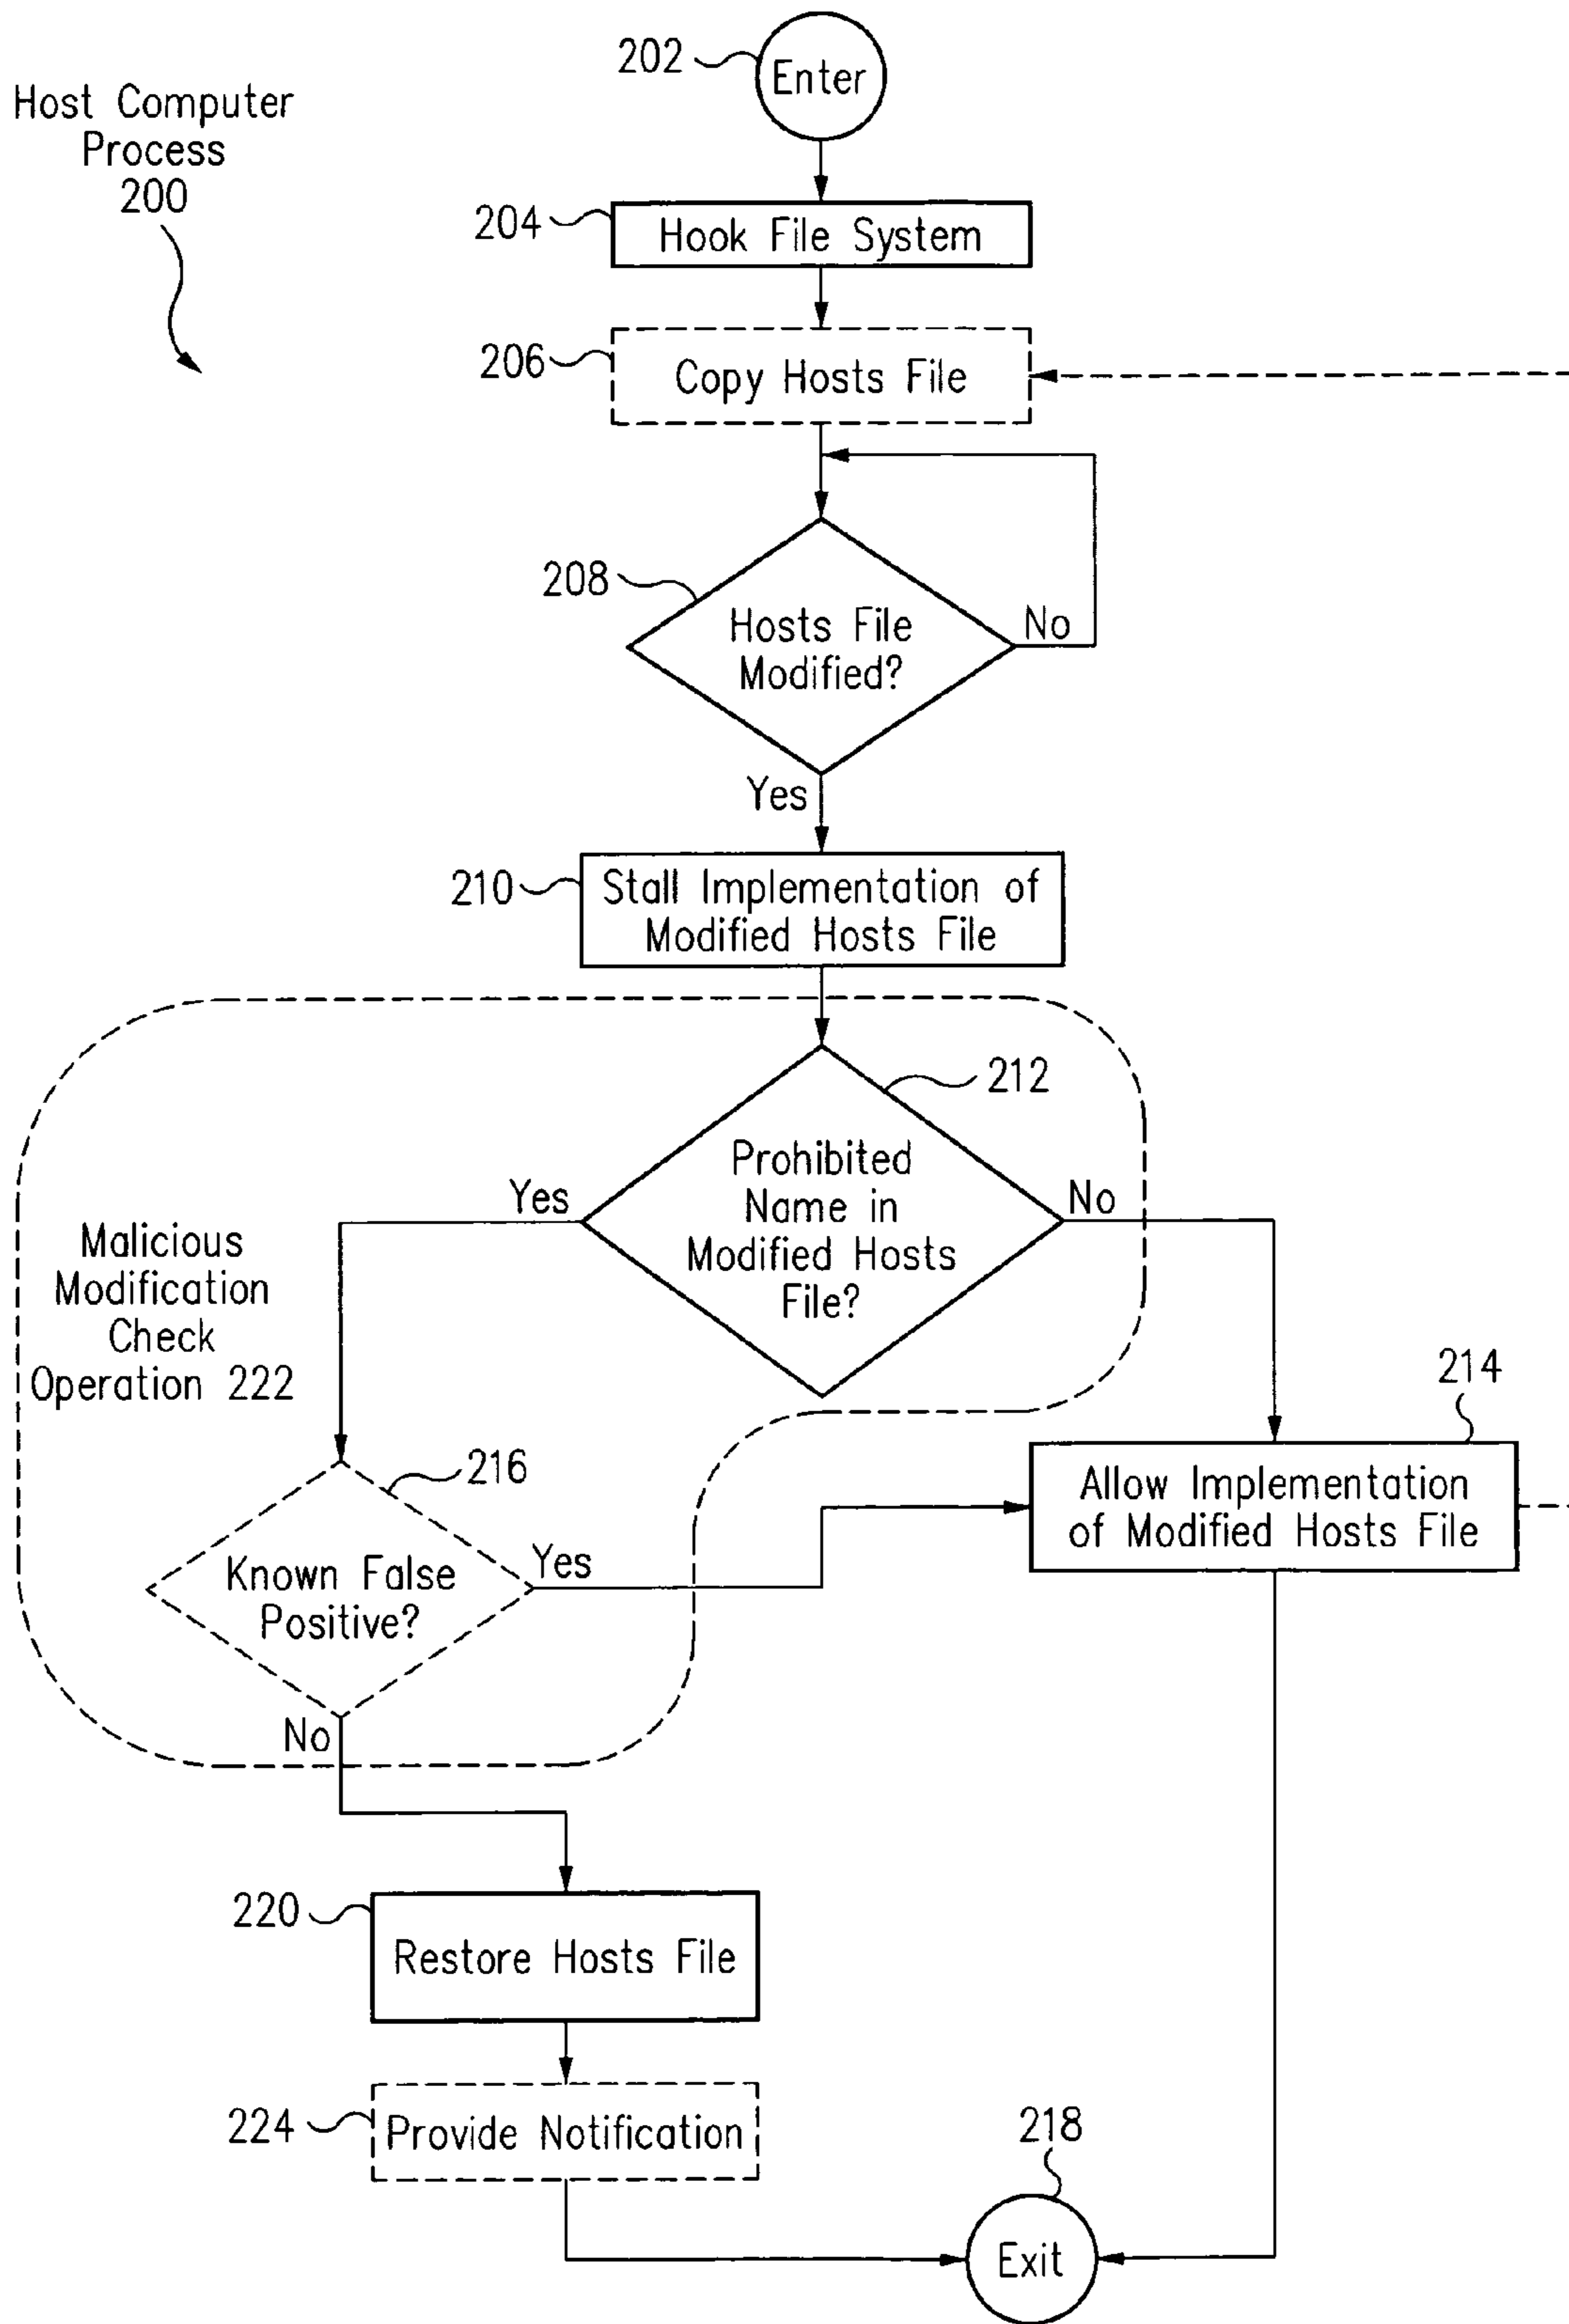 202
Enter
Host Computer
Process
200
204
Hook File System
206
Copy Hosts File
208
Hosts File
Modified?
No
Yes
210
Stall Implementation of
Modified Hosts File
212
Prohibited
Name in
Modified Hosts
File?
Yes
No
Malicious
Modification
Check
Operation 222
214
Allow Implementation
of Modified Hosts File
216
Known False
Positive?
Yes
No
220
Restore Hosts File
224
Provide Notification
218
Exit